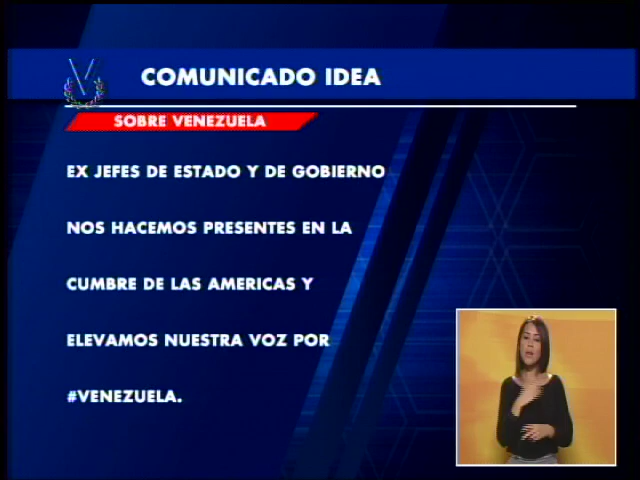 COMUNICADO IDEA
SOBRE VENEZUELA
EX JEFES DE ESTADO Y DE GOBIERNO
NOS HACEMOS PRESENTES EN LA
CUMBRE DE LAS AMERICAS Y
ELEVAMOS NUESTRA VOZ POR
#VENEZUELA.